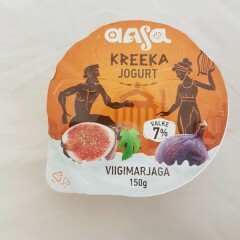 aasa
KREEKA
JOGURT
VALKE
7%
VIIGIMARJAGA
150g